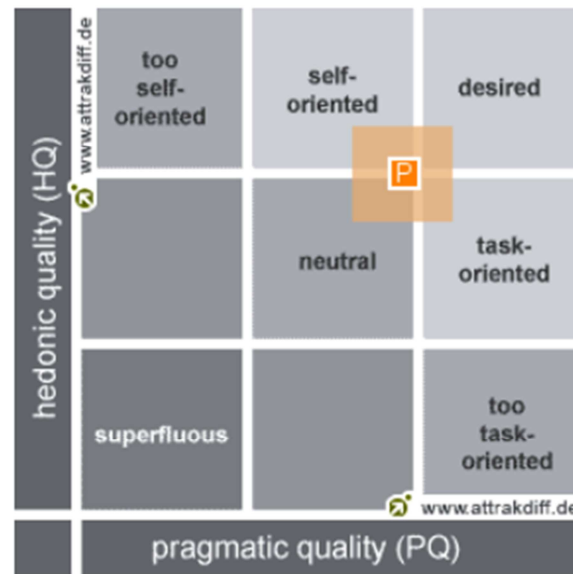 hedonic quality (HQ)
www.attrakdiff.de
too
self-
oriented
self-
oriented
desired
P
neutral
task-
oriented
superfluous
too
task-
oriented
www.attrakdiff.de
pragmatic quality (PQ)